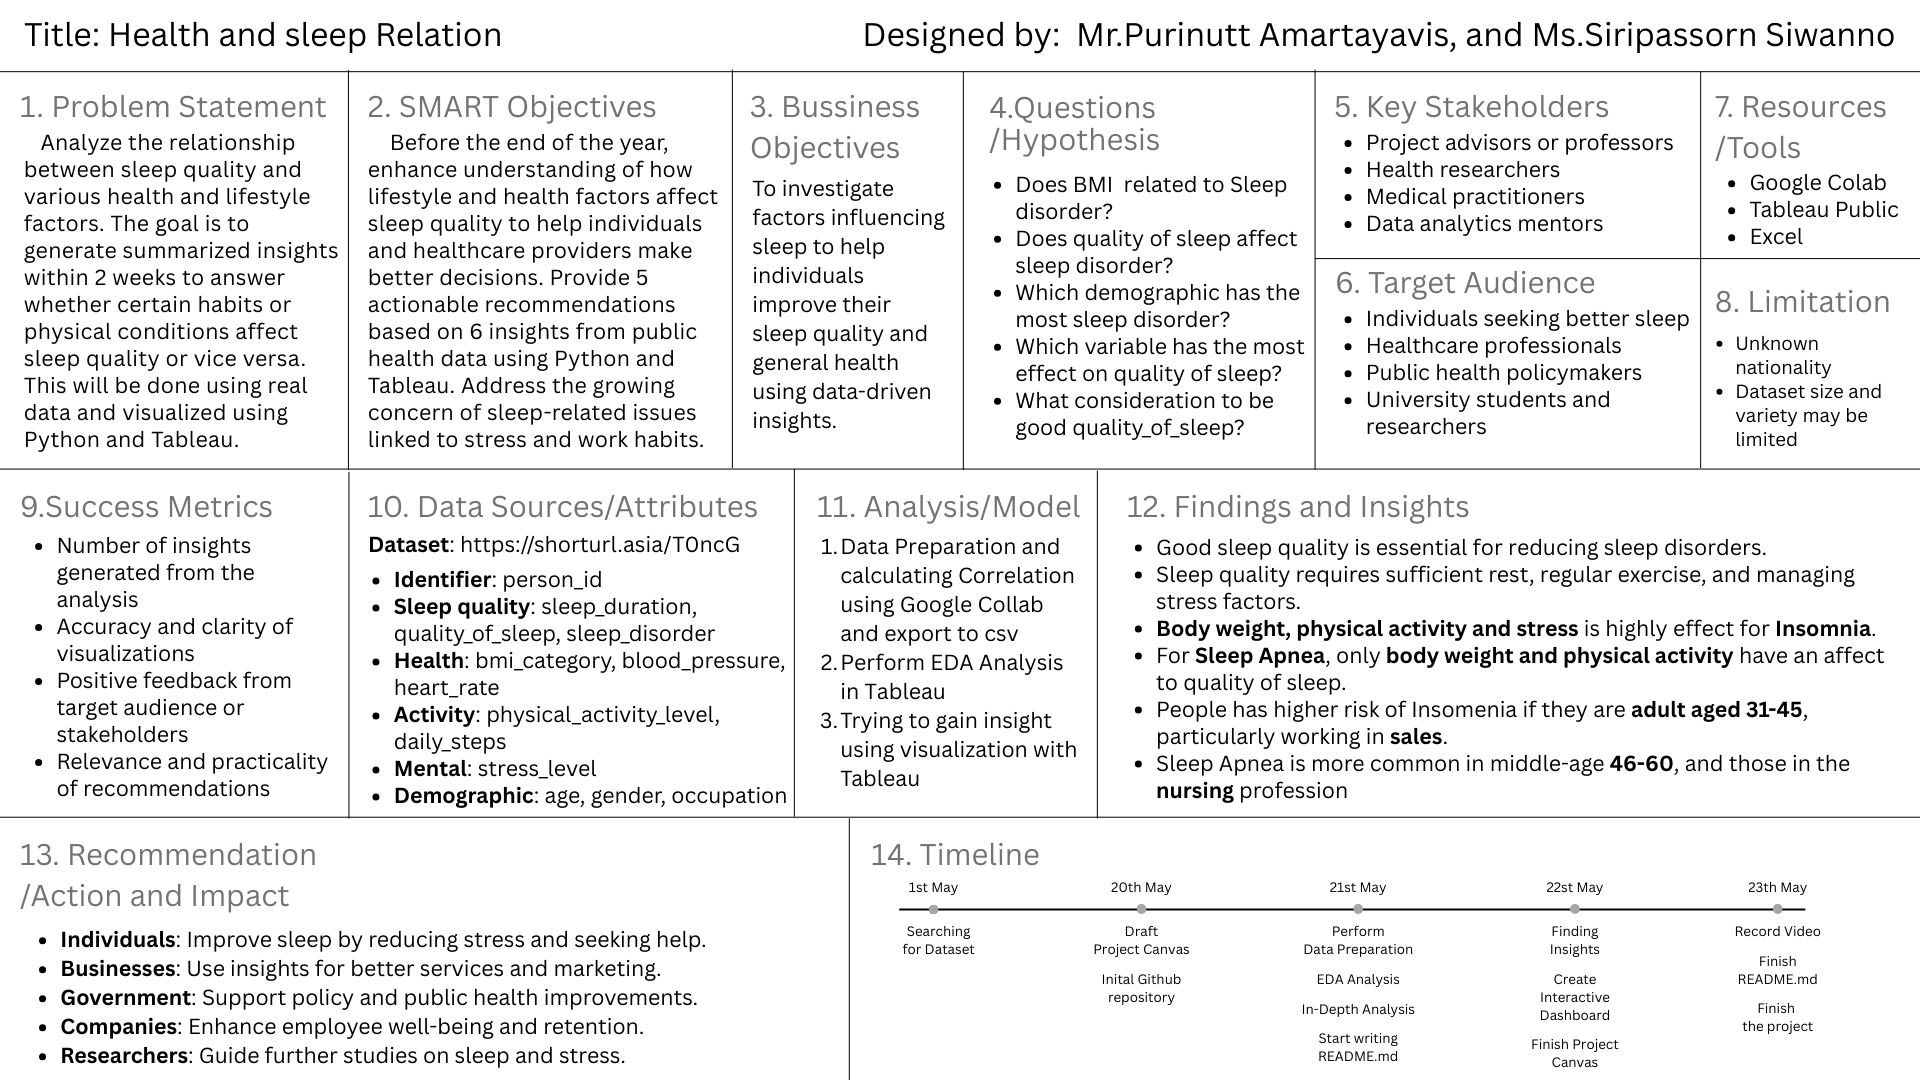 Title: Health and sleep Relation
Designed by:  Mr.Purinutt Amartayavis, and Ms.Siripassorn Siwanno
1. Problem Statement
Analyze the relationship
between sleep quality and
various health and lifestyle
factors. The goal is to
generate summarized insights
within 2 weeks to answer
whether certain habits or
physical conditions affect
sleep quality or vice versa.
This will be done using real
data and visualized using
Python and Tableau.
2. SMART Objectives
Before the end of the year,
enhance understanding of how
lifestyle and health factors affect
sleep quality to help individuals
and healthcare providers make
better decisions. Provide 5
actionable recommendations
based on 6 insights from public
health data using Python and
Tableau. Address the growing
concern of sleep-related issues
linked to stress and work habits.
3. Bussiness
Objectives
To investigate
factors influencing
sleep to help
individuals
improve their
sleep quality and
general health
using data-driven
insights.
4.Questions
/Hypothesis
• Does BMI  related to Sleep
disorder?
• Does quality of sleep affect
sleep disorder?
• Which demographic has the
most sleep disorder?
• Which variable has the most
effect on quality of sleep?
• What consideration to be
good quality_of_sleep?
5. Key Stakeholders
• Project advisors or professors
• Health researchers
• Medical practitioners
• Data analytics mentors
6. Target Audience
• Individuals seeking better sleep
• Healthcare professionals
• Public health policymakers
• University students and
researchers
7. Resources
/Tools
• Google Colab
• Tableau Public
• Excel
8. Limitation
• Unknown
nationality
• Dataset size and
variety may be
limited
9.Success Metrics
• Number of insights
generated from the
analysis
• Accuracy and clarity of
visualizations
• Positive feedback from
target audience or
stakeholders
• Relevance and practicality
of recommendations
10. Data Sources/Attributes
Dataset: https://shorturl.asia/T0ncG
• Identifier: person_id
• Sleep quality: sleep_duration,
quality_of_sleep, sleep_disorder
• Health: bmi_category, blood_pressure,
heart_rate
• Activity: physical_activity_level,
daily_steps
• Mental: stress_level
• Demographic: age, gender, occupation
11. Analysis/Model
1. Data Preparation and
calculating Correlation
using Google Collab
and export to csv
2. Perform EDA Analysis
in Tableau
3. Trying to gain insight
using visualization with
Tableau
12. Findings and Insights
• Good sleep quality is essential for reducing sleep disorders.
• Sleep quality requires sufficient rest, regular exercise, and managing
stress factors.
• Body weight, physical activity and stress is highly effect for Insomnia.
• For Sleep Apnea, only body weight and physical activity have an affect
to quality of sleep.
• People has higher risk of Insomenia if they are adult aged 31-45,
particularly working in sales.
• Sleep Apnea is more common in middle-age 46-60, and those in the
nursing profession
13. Recommendation
/Action and Impact
• Individuals: Improve sleep by reducing stress and seeking help.
• Businesses: Use insights for better services and marketing.
• Government: Support policy and public health improvements.
• Companies: Enhance employee well-being and retention.
• Researchers: Guide further studies on sleep and stress.
14. Timeline
1st May
Searching
for Dataset
20th May
Draft
Project Canvas
Inital Github
repository
21st May
Perform
Data Preparation
EDA Analysis
In-Depth Analysis
Start writing
README.md
22st May
Finding
Insights
Create
Interactive
Dashboard
Finish Project
Canvas
23th May
Record Video
Finish
README.md
Finish
the project